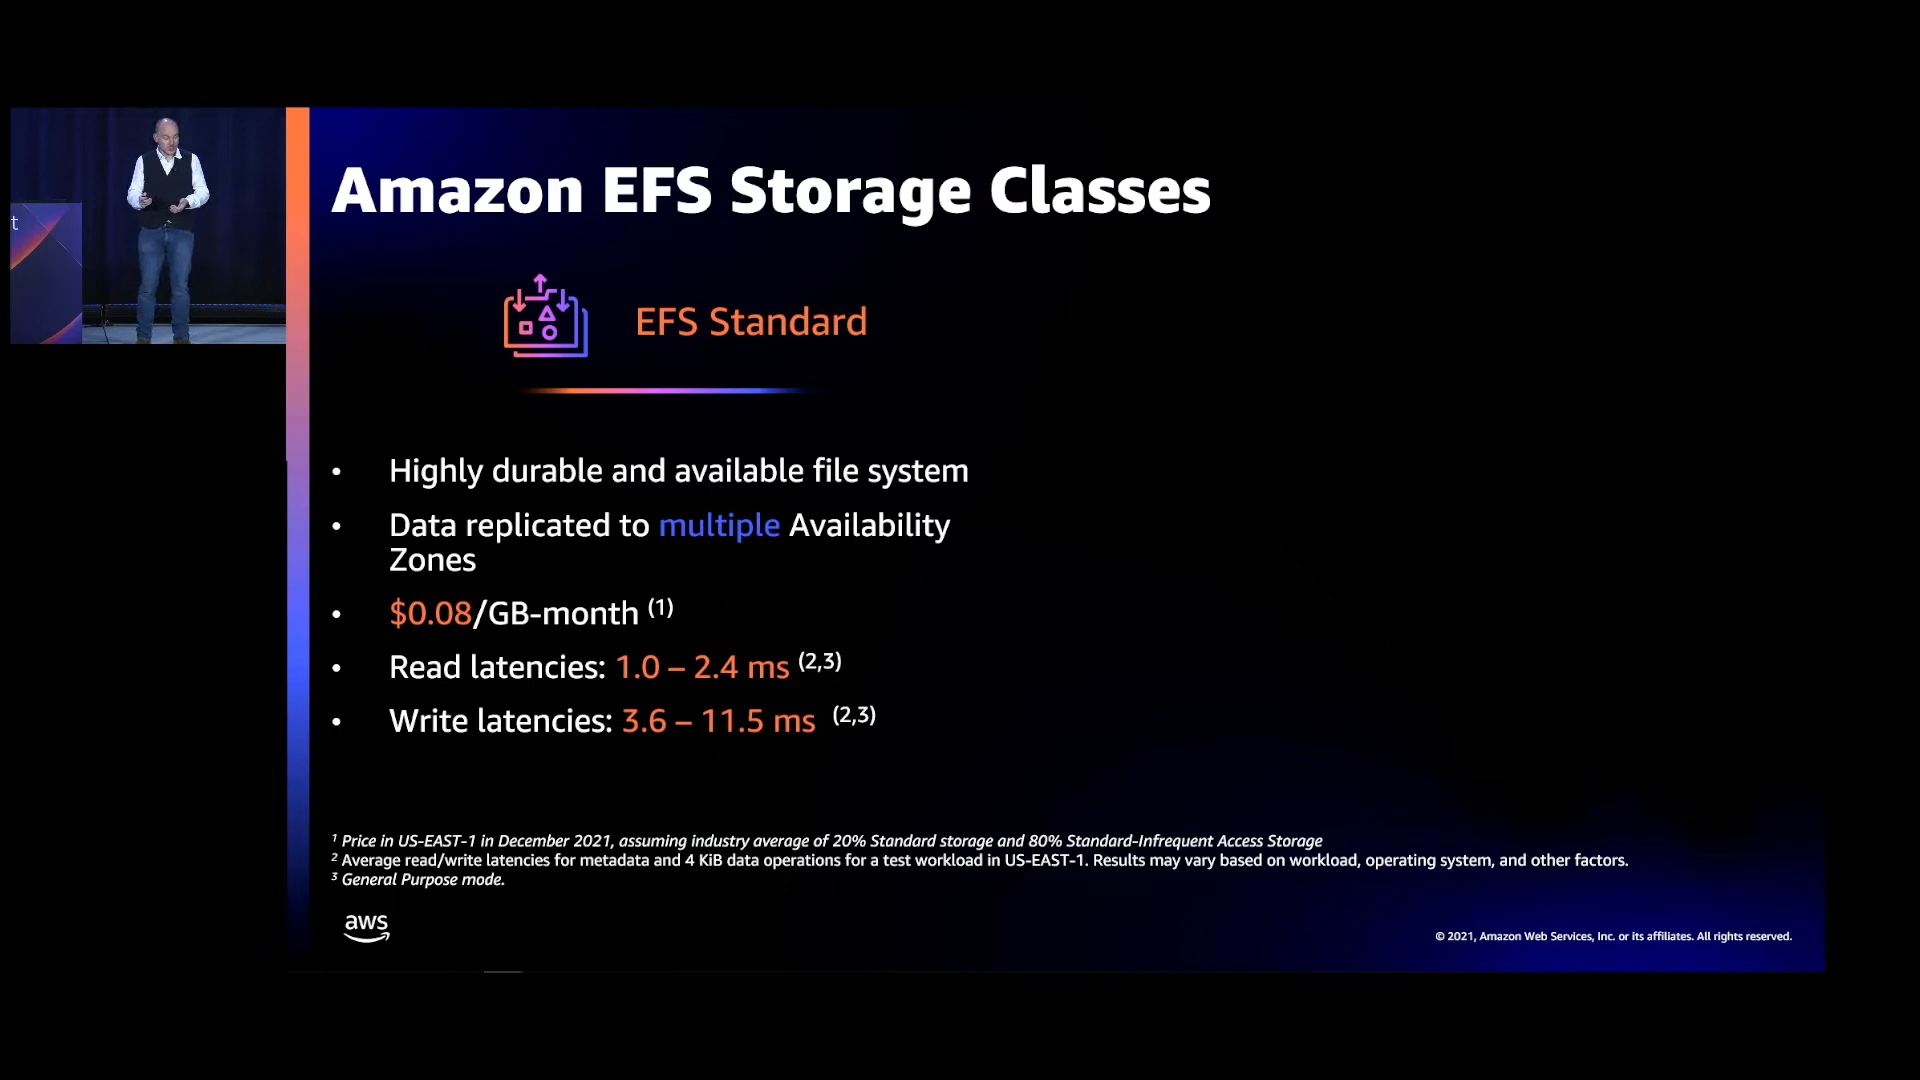 t
Amazon EFS Storage Classes
EFS Standard
• Highly durable and available file system
• Data replicated to multiple Availability
Zones
• $0.08/GB-month (1)
• Read latencies: 1.0 – 2.4 ms (2,3)
• Write latencies: 3.6 – 11.5 ms (2,3)
1 Price in US-EAST-1 in December 2021, assuming industry average of 20% Standard storage and 80% Standard-Infrequent Access Storage
2 Average read/write latencies for metadata and 4 KiB data operations for a test workload in US-EAST-1. Results may vary based on workload, operating system, and other factors.
3 General Purpose mode.
aws
© 2021, Amazon Web Services, Inc. or its affiliates. All rights reserved.